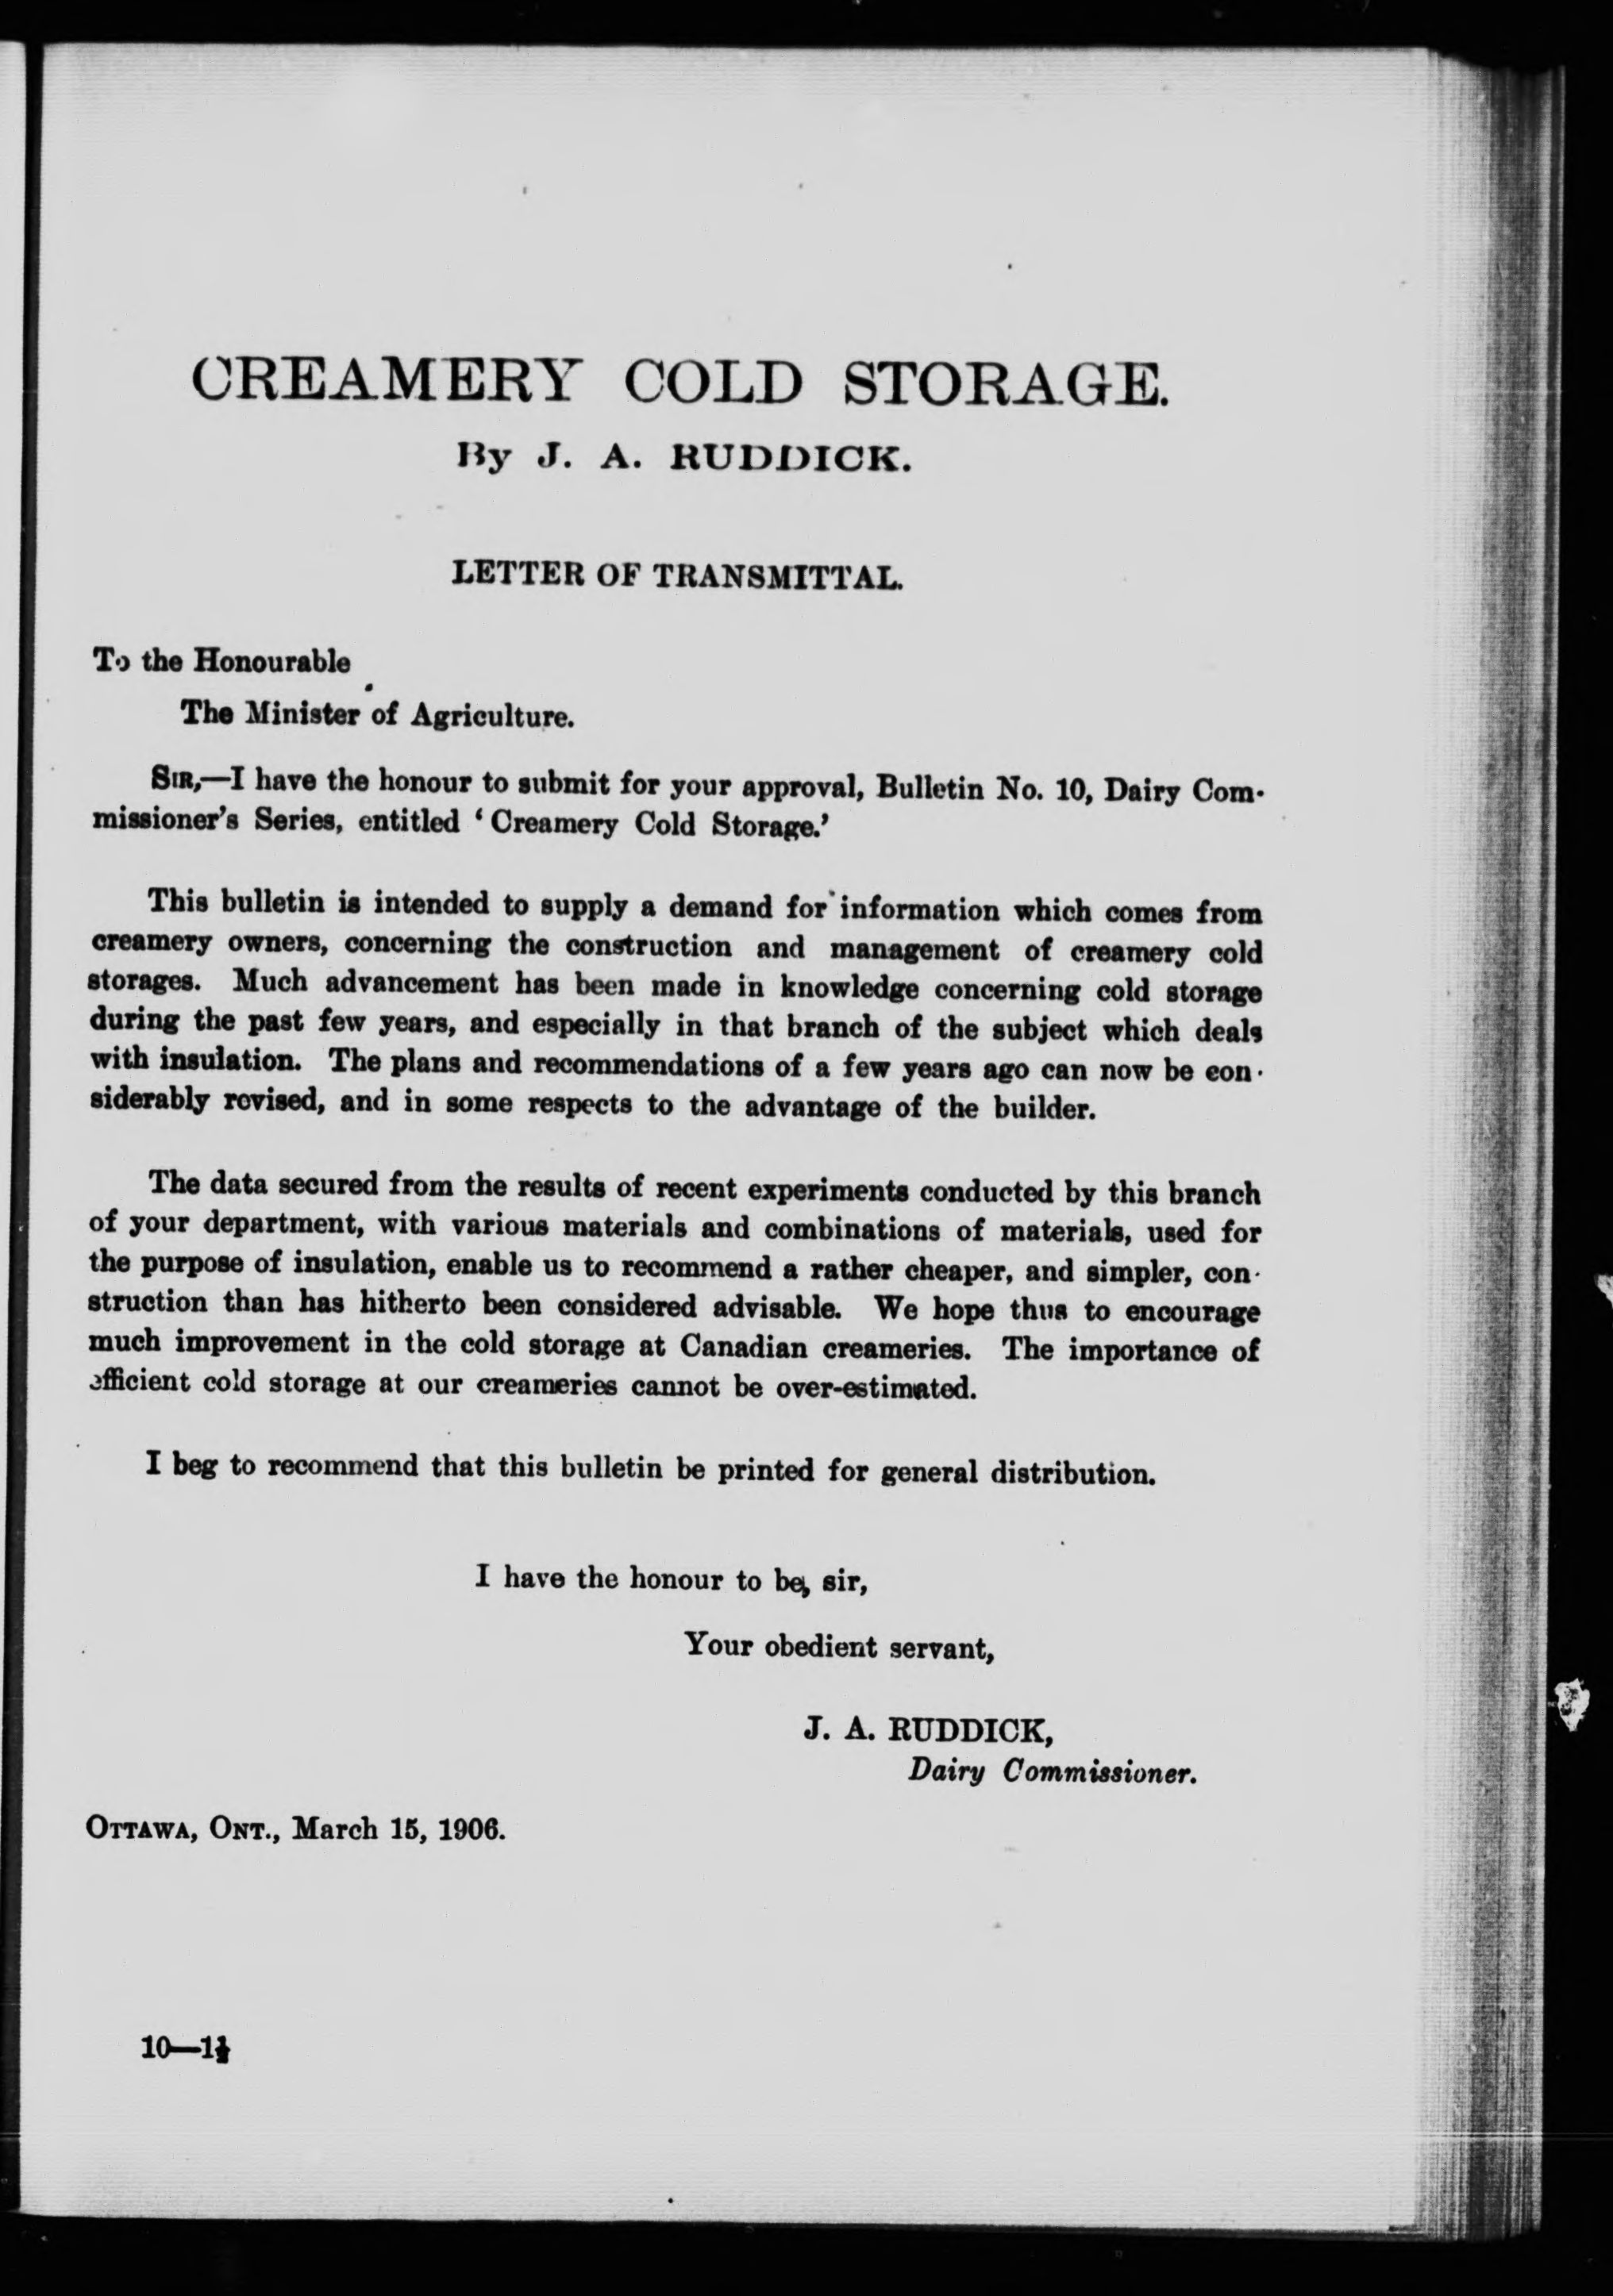 CREAMERY COLD STORAGE.
By J. A. RUDDICK.
LETTER OF TRANSMITTAL.
To the Honourable
The Minister of Agriculture.
SIR,—I have the honour to submit for your approval, Bulletin No. 10, Dairy Com-
missioner's Series, entitled 'Creamery Cold Storage.'
This bulletin is intended to supply a demand for information which comes from
creamery owners, concerning the construction and management of creamery cold
storages. Much advancement has been made in knowledge concerning cold storage
during the past few years, and especially in that branch of the subject which deals
with insulation. The plans and recommendations of a few years ago can now be con-
siderably revised, and in some respects to the advantage of the builder.
The data secured from the results of recent experiments conducted by this branch
of your department, with various materials and combinations of materials, used for
the purpose of insulation, enable us to recommend a rather cheaper, and simpler, con-
struction than has hitherto been considered advisable. We hope thus to encourage
much improvement in the cold storage at Canadian creameries. The importance of
efficient cold storage at our creameries cannot be over-estimated.
I beg to recommend that this bulletin be printed for general distribution.
I have the honour to be, sir,
Your obedient servant,
J. A. RUDDICK,
Dairy Commissioner.
OTTAWA, ONT., March 15, 1906.
10—1½